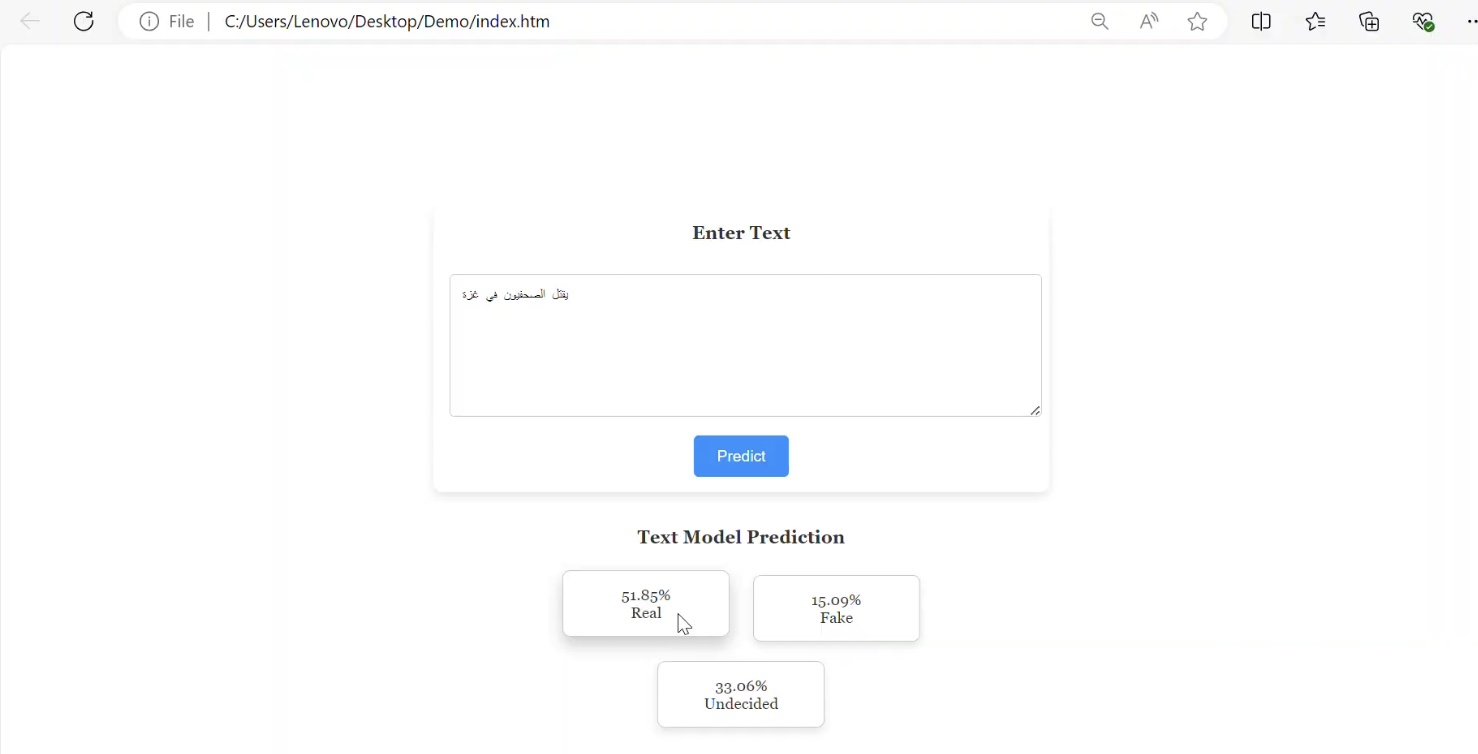 File | C:/Users/Lenovo/Desktop/Demo/index.htm
Enter Text
يقتل الصحفيون في غزة
Predict
Text Model Prediction
51.85%
Real
15.09%
Fake
33.06%
Undecided